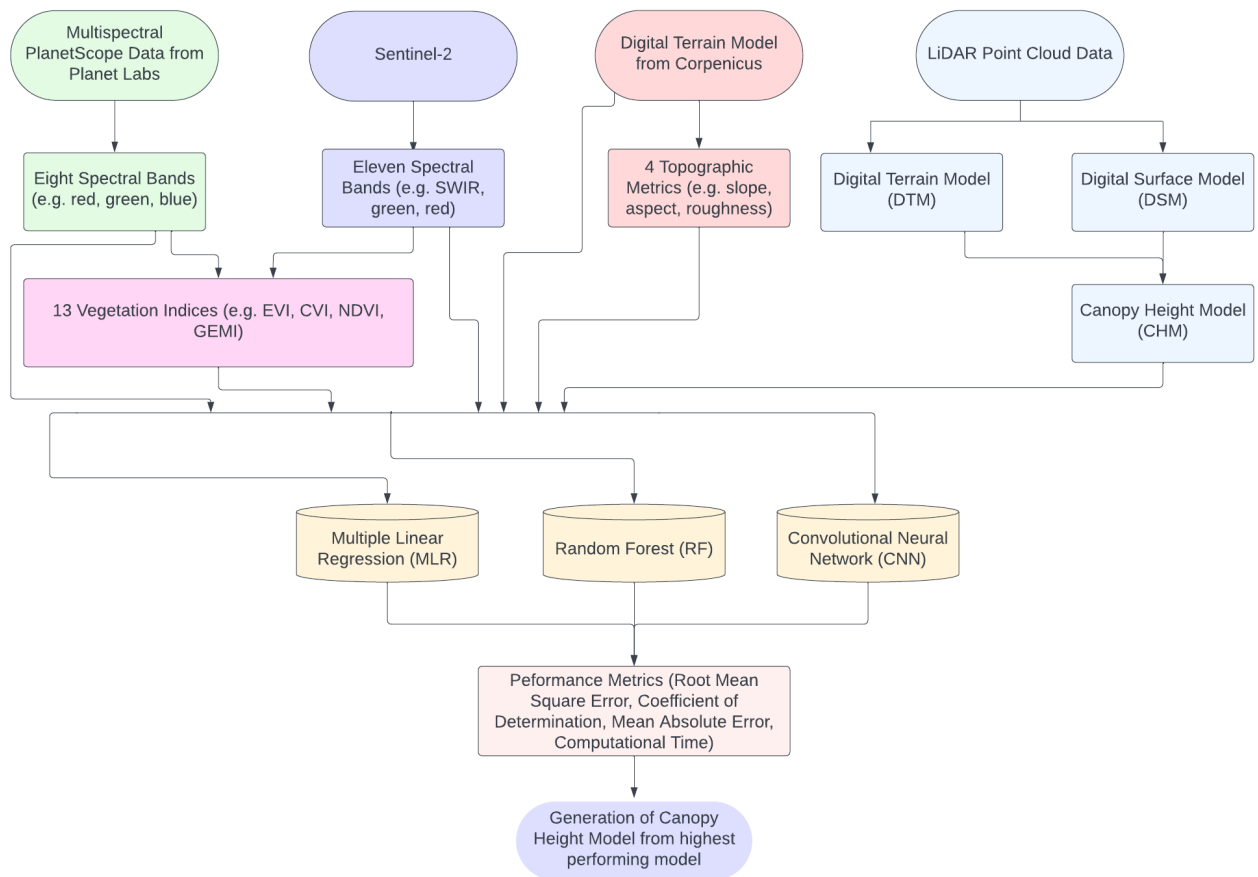 Multispectral
PlanetScope Data from
Planet Labs
Sentinel-2
Digital Terrain Model
from Corpenicus
LiDAR Point Cloud Data
Eight Spectral Bands
(e.g. red, green, blue)
Eleven Spectral
Bands (e.g. SWIR,
green, red)
4 Topographic
Metrics (e.g. slope,
aspect, roughness)
Digital Terrain Model
(DTM)
Digital Surface Model
(DSM)
13 Vegetation Indices (e.g. EVI, CVI, NDVI,
GEMI)
Canopy Height Model
(CHM)
Multiple Linear
Regression (MLR)
Random Forest (RF)
Convolutional Neural
Network (CNN)
Peformance Metrics (Root Mean
Square Error, Coefficient of
Determination, Mean Absolute Error,
Computational Time)
Generation of Canopy
Height Model from highest
performing model